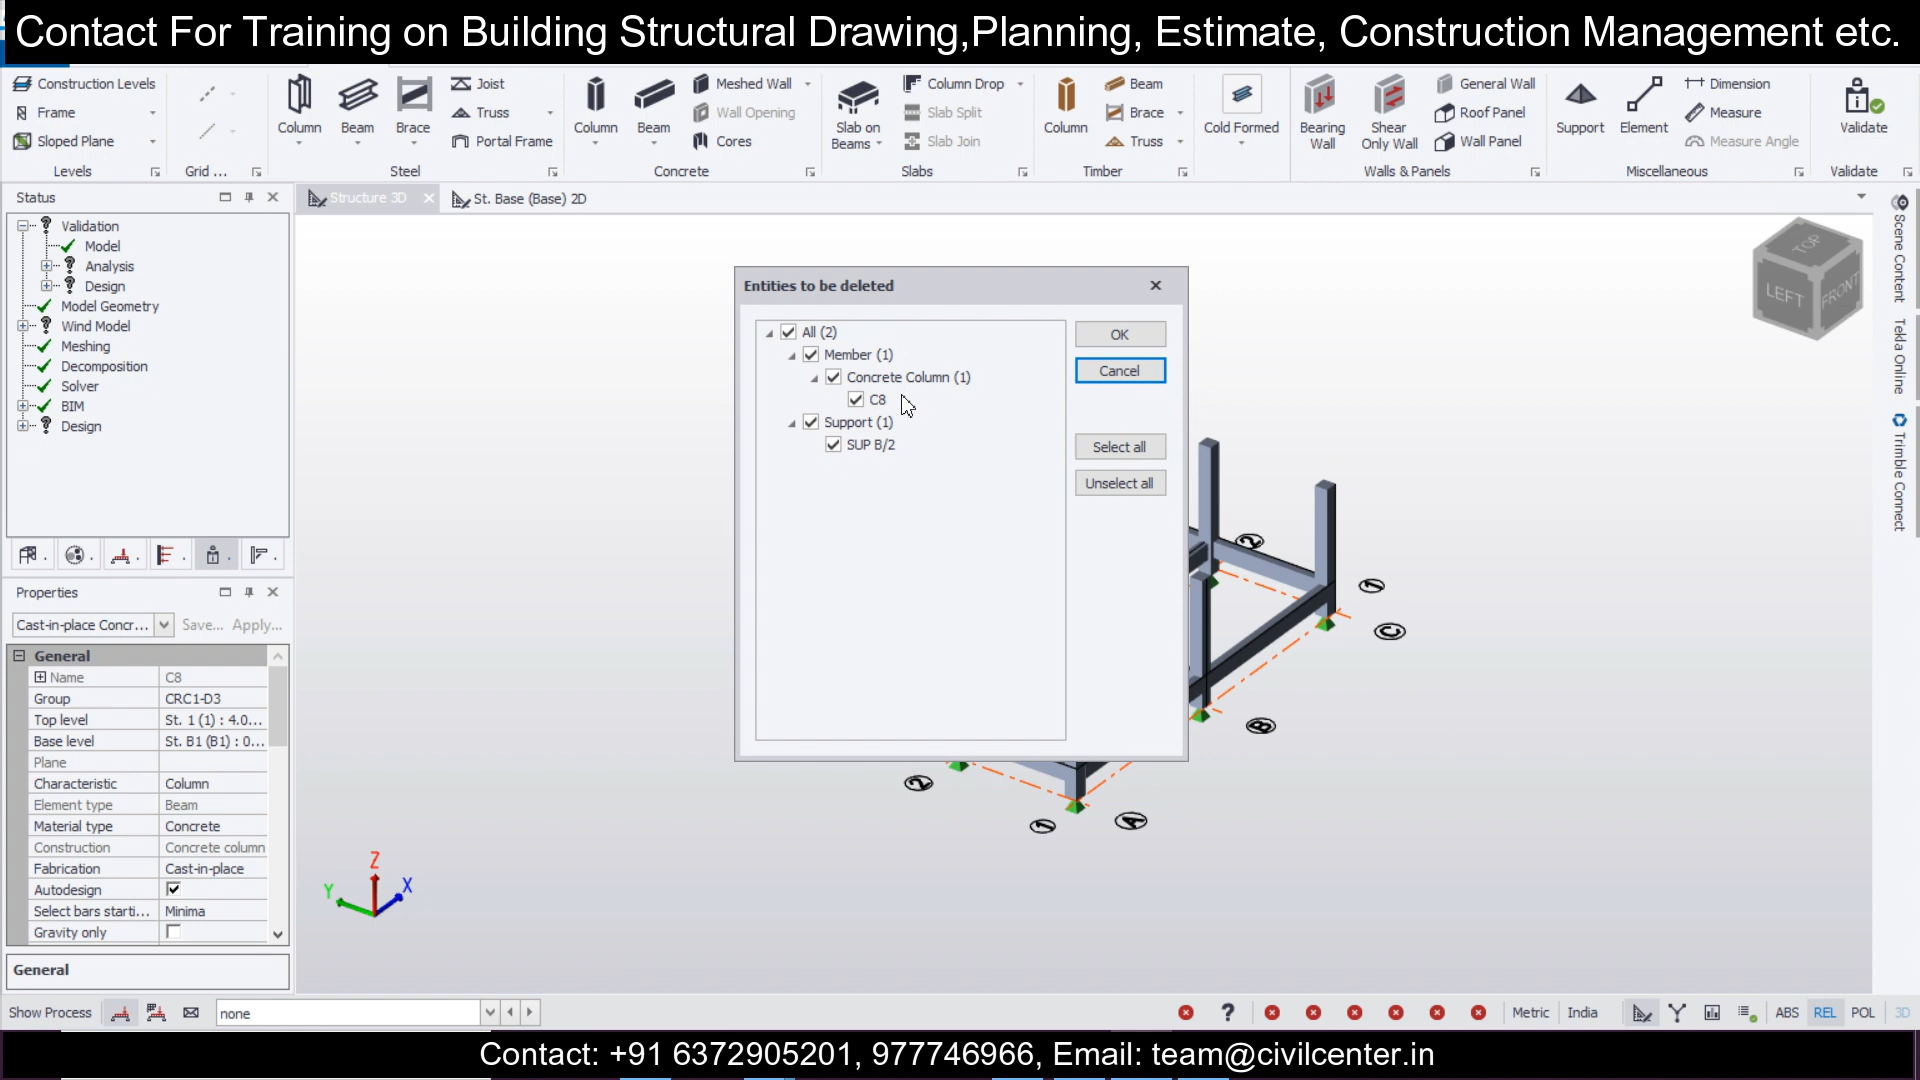 Contact For Training on Building Structural Drawing,Planning, Estimate, Construction Management etc.
Construction Levels
Frame
Sloped Plane
Levels
Grid ...
Column
Beam
Brace
Joist
Truss
Portal Frame
Steel
Column
Beam
Meshed Wall
Wall Opening
Cores
Concrete
Slab on
Beams
Column Drop
Slab Split
Slab Join
Slabs
Column
Beam
Brace
Truss
Timber
Cold Formed
Bearing
Wall
Shear
Only Wall
General Wall
Roof Panel
Wall Panel
Walls & Panels
Support
Element
Dimension
Measure
Measure Angle
Miscellaneous
Validate
Validate
Status
Validation
Model
Analysis
Design
Model Geometry
Wind Model
Meshing
Decomposition
Solver
BIM
Design
Structure 3D
St. Base (Base) 2D
TOP
LEFT
FRONT
Scene Content
Tekla Online
Trimble Connect
Entities to be deleted
All (2)
Member (1)
Concrete Column (1)
C8
Support (1)
SUP B/2
OK
Cancel
Select all
Unselect all
2
1
C
B
2
1
A
Z
Y
X
Properties
Cast-in-place Concr...
Save...
Apply...
General
Name C8
Group CRC1-D3
Top level St. 1 (1) : 4.0...
Base level St. B1 (B1) : 0...
Plane
Characteristic Column
Element type Beam
Material type Concrete
Construction Concrete column
Fabrication Cast-in-place
Autodesign
Select bars starti... Minima
Gravity only
General
Show Process
none
Metric
India
ABS
REL
POL
3D
Contact: +91 6372905201, 977746966, Email: team@civilcenter.in